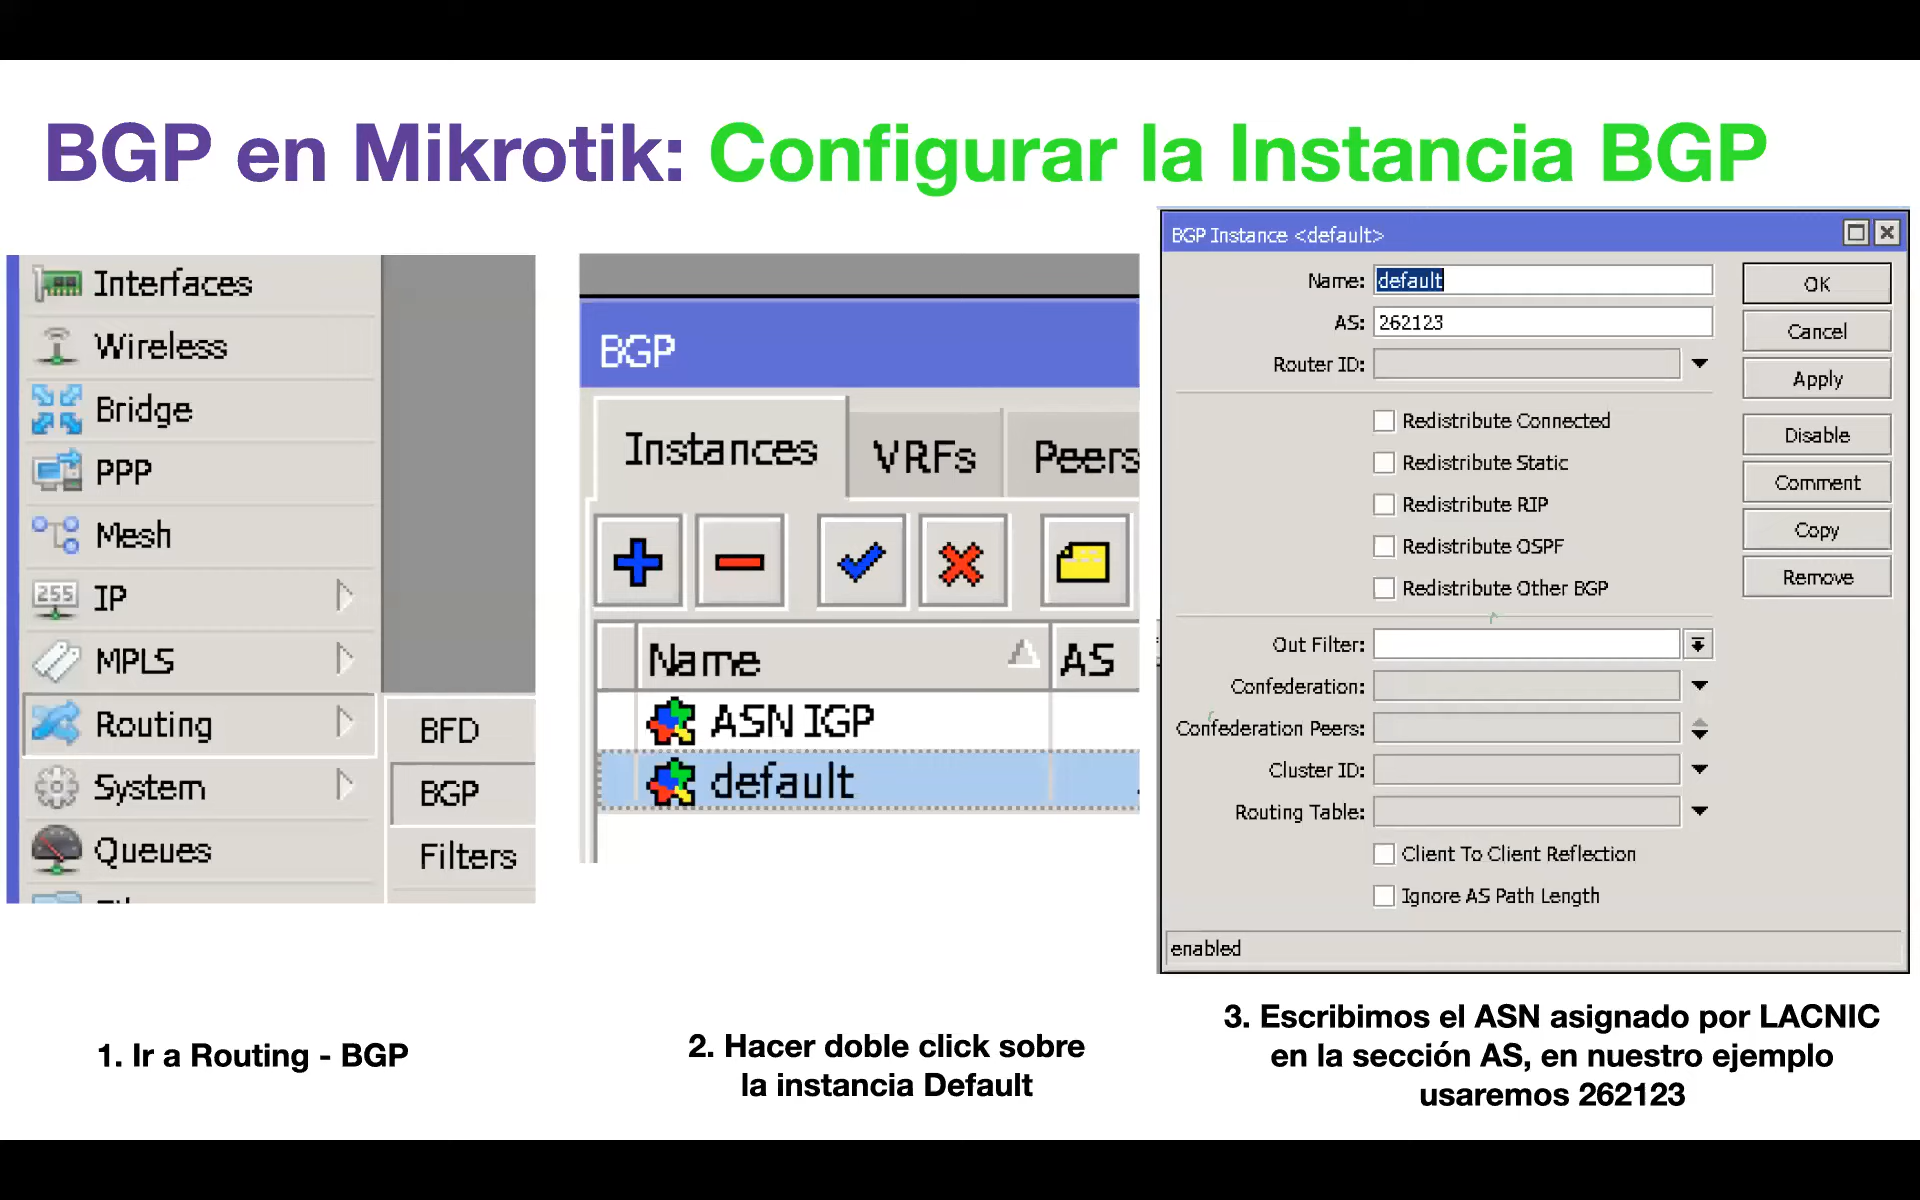 BGP en Mikrotik: Configurar la Instancia BGP
Interfaces
Wireless
Bridge
PPP
Mesh
255
IP
MPLS
Routing
System
Queues
BFD
BGP
Filters
1. Ir a Routing - BGP
BGP
Instances VRFs Peers
Name AS
ASN IGP
default
2. Hacer doble click sobre
la instancia Default
BGP Instance <default>
Name: default
AS: 262123
Router ID:
Redistribute Connected
Redistribute Static
Redistribute RIP
Redistribute OSPF
Redistribute Other BGP
Out Filter:
Confederation:
Confederation Peers:
Cluster ID:
Routing Table:
Client To Client Reflection
Ignore AS Path Length
enabled
OK
Cancel
Apply
Disable
Comment
Copy
Remove
3. Escribimos el ASN asignado por LACNIC
en la sección AS, en nuestro ejemplo
usaremos 262123